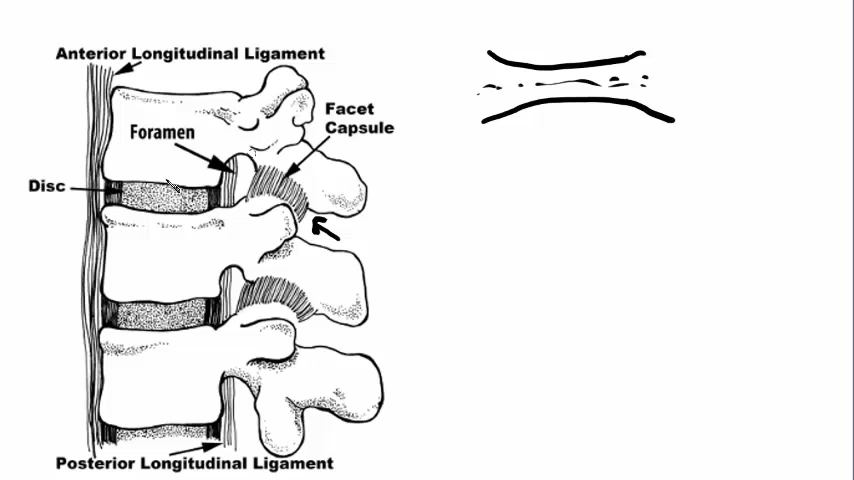 Anterior Longitudinal Ligament
Facet
Capsule
Foramen
Disc
Posterior Longitudinal Ligament